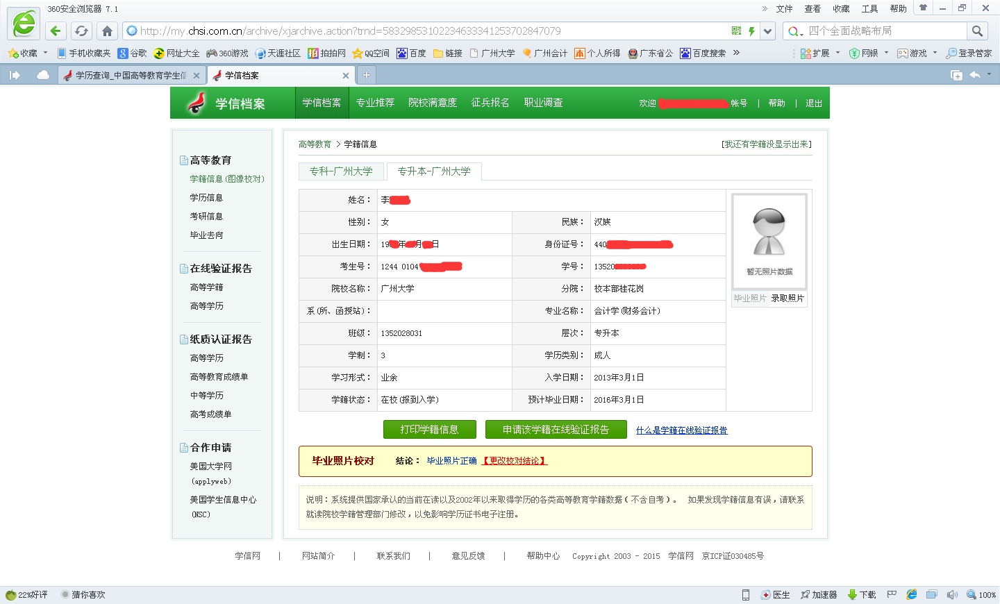 360安全浏览器 7.1
» 文件 查看 收藏 工具 帮助
http://my.chsi.com.cn/archive/xjarchive.action?trnd=58329853102234633341253702847079
四个全面战略布局
收藏 手机收藏夹 谷歌 网址大全 360游戏 天涯社区 拍拍网 QQ空间 百度 链接 广州大学 广州会计 个人所得 广东省公 百度搜索 » 扩展 网银 游戏 登录管家
学历查询_中国高等教育学生信 学信档案
学信档案 学信档案 专业推荐 院校满意度 征兵报名 职业调查 欢迎 帐号 | 帮助 | 退出
高等教育
学籍信息(图像校对)
学历信息
考研信息
毕业去向
在线验证报告
高等学籍
高等学历
纸质认证报告
高等学历
高等教育成绩单
中等学历
高考成绩单
合作申请
美国大学网
(applyweb)
美国学生信息中心
(NSC)
高等教育 > 学籍信息 [我还有学籍没显示出来]
专科-广州大学 专升本-广州大学
姓名： 李
性别： 女 民族： 汉族
出生日期： 19 年 月 日 身份证号： 440
考生号： 1244 0104 学号： 13520
院校名称： 广州大学 分院： 校本部桂花岗
系(所、函授站)： 专业名称： 会计学(财务会计)
班级： 1352028031 层次： 专升本
学制： 3 学历类别： 成人
学习形式： 业余 入学日期： 2013年3月1日
学籍状态： 在校(报到入学) 预计毕业日期： 2016年3月1日
暂无照片数据
毕业照片 录取照片
打印学籍信息 申请该学籍在线验证报告 什么是学籍在线验证报告
毕业照片校对 结论： 毕业照片正确 【更改校对结论】
说明：系统提供国家承认的当前在读以及2002年以来取得学历的各类高等教育学籍数据（不含自考）。 如果发现学籍信息有误，请联系
就读院校学籍管理部门修改，以免影响学历证书电子注册。
学信网 | 网站简介 | 联系我们 | 意见反馈 | 帮助中心 Copyright 2003 - 2015 学信网 京ICP证030485号
22%好评 猜你喜欢 医生 加速器 下载 100%